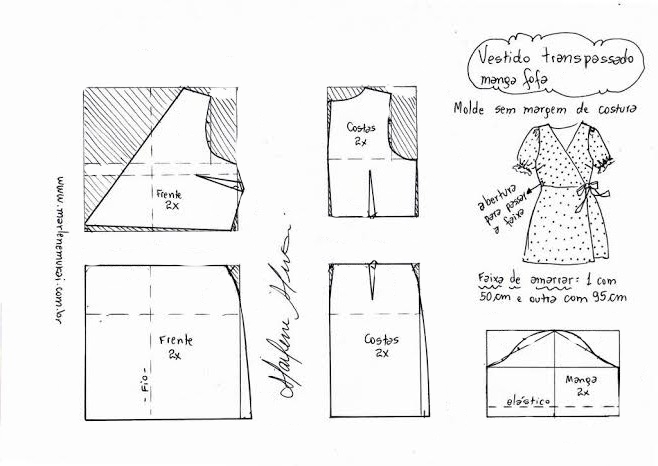 Vestido transpassado
manga fofa
Molde sem margem de costura
Frente
2x
Costas
2x
abertura
para passar
a faixa
Faixa de amarrar: 1 com
50,cm e outra com 95,cm
Frente
2x
-Fio-
Costas
2x
Manga
2x
elástico
Marlene Mukai
www.marlenemukai.com.br